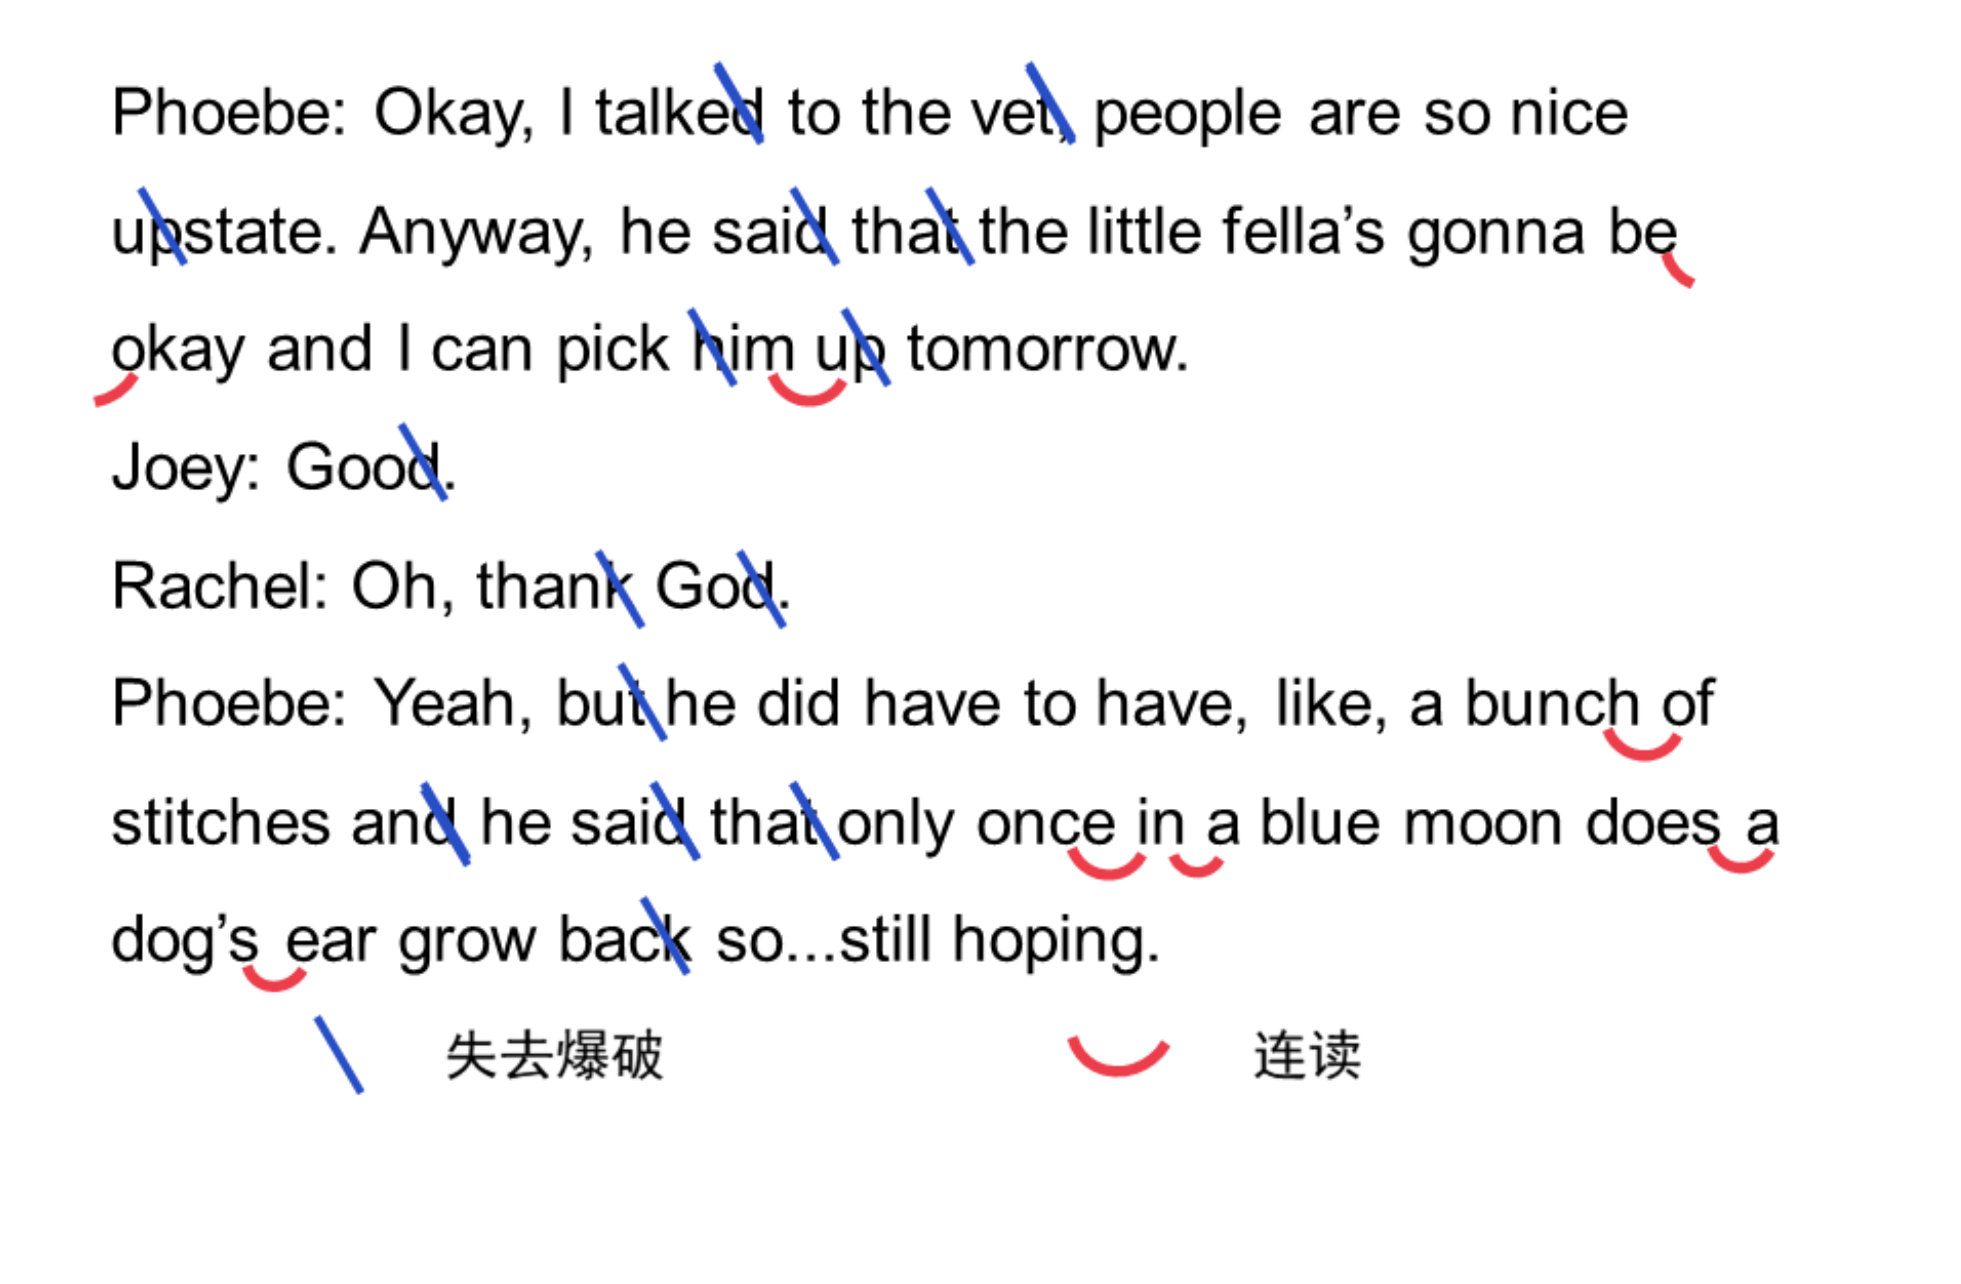 Phoebe: Okay, I talked to the vet, people are so nice
upstate. Anyway, he said that the little fella’s gonna be
okay and I can pick him up tomorrow.
Joey: Good.
Rachel: Oh, thank God.
Phoebe: Yeah, but he did have to have, like, a bunch of
stitches and he said that only once in a blue moon does a
dog’s ear grow back so...still hoping.
失去爆破 连读